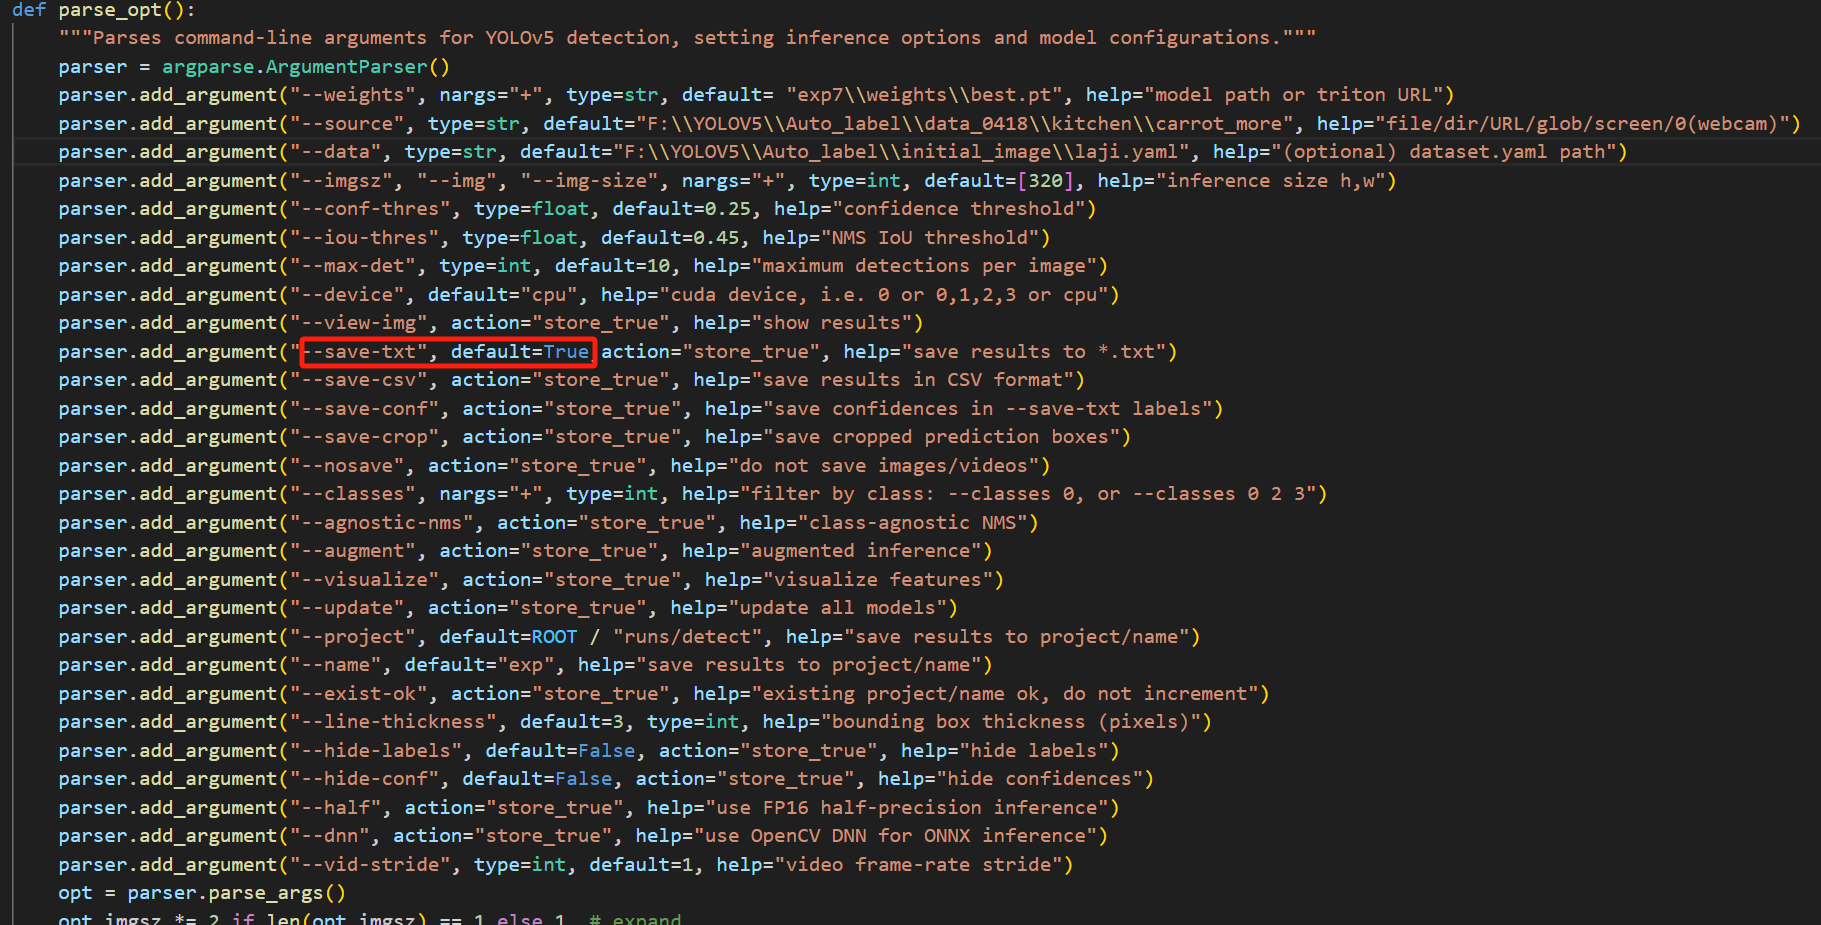 def parse_opt():
"""Parses command-line arguments for YOLOv5 detection, setting inference options and model configurations."""
parser = argparse.ArgumentParser()
parser.add_argument("--weights", nargs="+", type=str, default= "exp7\\weights\\best.pt", help="model path or triton URL")
parser.add_argument("--source", type=str, default="F:\\YOLOV5\\Auto_label\\data_0418\\kitchen\\carrot_more", help="file/dir/URL/glob/screen/0(webcam)")
parser.add_argument("--data", type=str, default="F:\\YOLOV5\\Auto_label\\initial_image\\laji.yaml", help="(optional) dataset.yaml path")
parser.add_argument("--imgsz", "--img", "--img-size", nargs="+", type=int, default=[320], help="inference size h,w")
parser.add_argument("--conf-thres", type=float, default=0.25, help="confidence threshold")
parser.add_argument("--iou-thres", type=float, default=0.45, help="NMS IoU threshold")
parser.add_argument("--max-det", type=int, default=10, help="maximum detections per image")
parser.add_argument("--device", default="cpu", help="cuda device, i.e. 0 or 0,1,2,3 or cpu")
parser.add_argument("--view-img", action="store_true", help="show results")
parser.add_argument("--save-txt", default=True, action="store_true", help="save results to *.txt")
parser.add_argument("--save-csv", action="store_true", help="save results in CSV format")
parser.add_argument("--save-conf", action="store_true", help="save confidences in --save-txt labels")
parser.add_argument("--save-crop", action="store_true", help="save cropped prediction boxes")
parser.add_argument("--nosave", action="store_true", help="do not save images/videos")
parser.add_argument("--classes", nargs="+", type=int, help="filter by class: --classes 0, or --classes 0 2 3")
parser.add_argument("--agnostic-nms", action="store_true", help="class-agnostic NMS")
parser.add_argument("--augment", action="store_true", help="augmented inference")
parser.add_argument("--visualize", action="store_true", help="visualize features")
parser.add_argument("--update", action="store_true", help="update all models")
parser.add_argument("--project", default=ROOT / "runs/detect", help="save results to project/name")
parser.add_argument("--name", default="exp", help="save results to project/name")
parser.add_argument("--exist-ok", action="store_true", help="existing project/name ok, do not increment")
parser.add_argument("--line-thickness", default=3, type=int, help="bounding box thickness (pixels)")
parser.add_argument("--hide-labels", default=False, action="store_true", help="hide labels")
parser.add_argument("--hide-conf", default=False, action="store_true", help="hide confidences")
parser.add_argument("--half", action="store_true", help="use FP16 half-precision inference")
parser.add_argument("--dnn", action="store_true", help="use OpenCV DNN for ONNX inference")
parser.add_argument("--vid-stride", type=int, default=1, help="video frame-rate stride")
opt = parser.parse_args()
opt.imgsz *= 2 if len(opt.imgsz) == 1 else 1  # expand